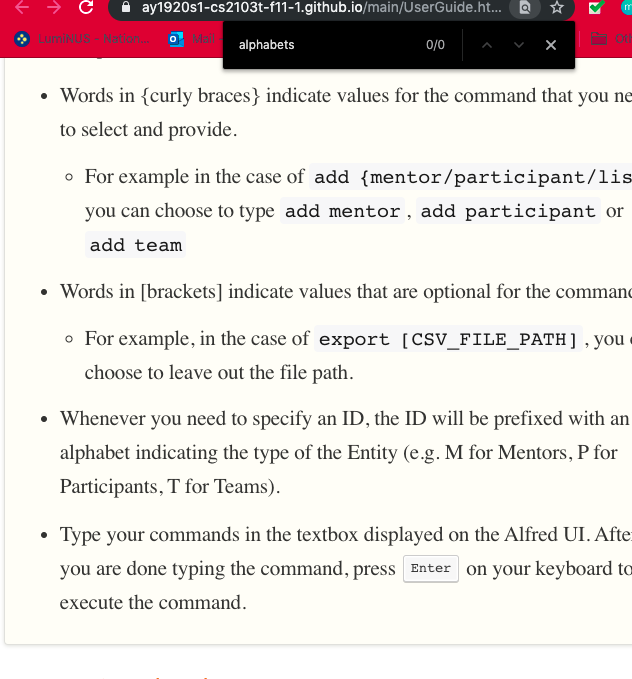 ay1920s1-cs2103t-f11-1.github.io/main/UserGuide.ht...
alphabets 0/0
Words in {curly braces} indicate values for the command that you ne
to select and provide.
For example in the case of add {mentor/participant/lis
you can choose to type add mentor, add participant or
add team
Words in [brackets] indicate values that are optional for the command
For example, in the case of export [CSV_FILE_PATH], you
choose to leave out the file path.
Whenever you need to specify an ID, the ID will be prefixed with an
alphabet indicating the type of the Entity (e.g. M for Mentors, P for
Participants, T for Teams).
Type your commands in the textbox displayed on the Alfred UI. Afte
you are done typing the command, press Enter on your keyboard to
execute the command.